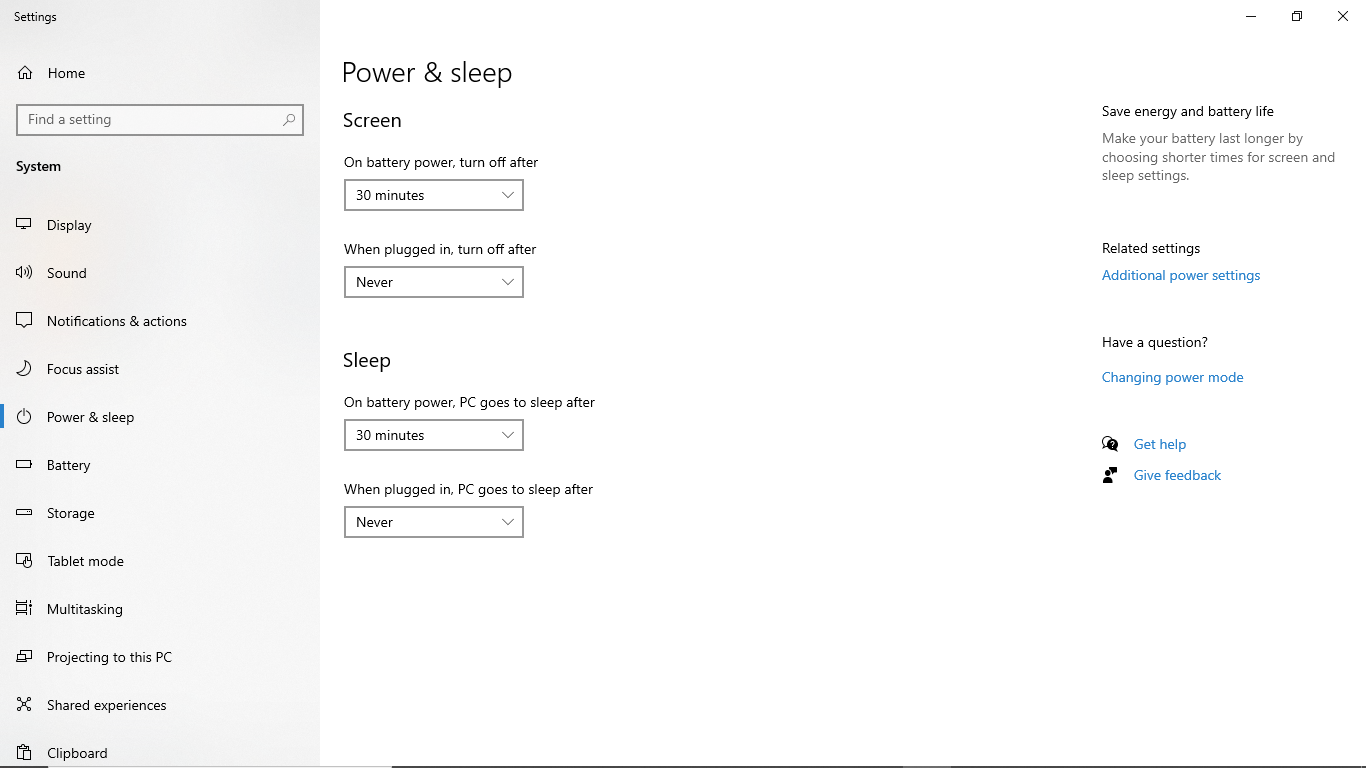 Settings
Home
Find a setting
System
Display
Sound
Notifications & actions
Focus assist
Power & sleep
Battery
Storage
Tablet mode
Multitasking
Projecting to this PC
Shared experiences
Clipboard
Power & sleep
Screen
On battery power, turn off after
30 minutes
When plugged in, turn off after
Never
Sleep
On battery power, PC goes to sleep after
30 minutes
When plugged in, PC goes to sleep after
Never
Save energy and battery life
Make your battery last longer by
choosing shorter times for screen and
sleep settings.
Related settings
Additional power settings
Have a question?
Changing power mode
Get help
Give feedback